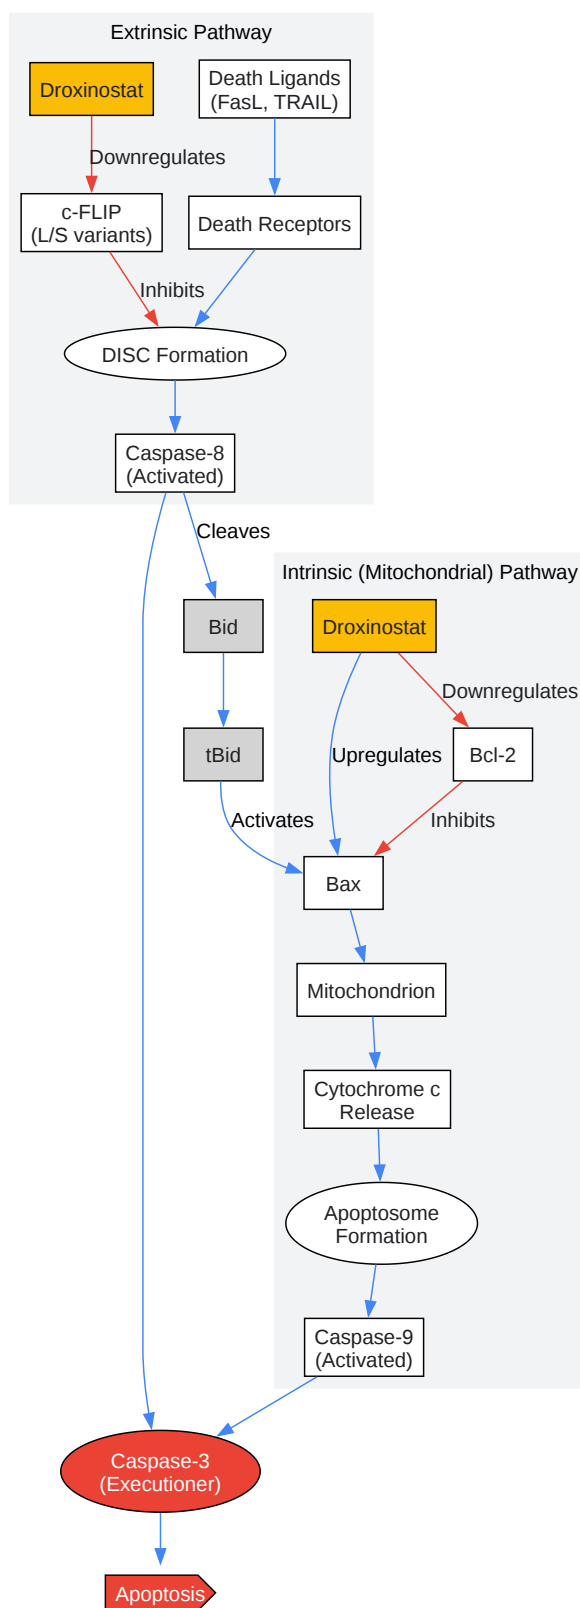 Extrinsic Pathway
Droxinostat
Death Ligands
(FasL, TRAIL)
Downregulates
c-FLIP
(L/S variants)
Death Receptors
Inhibits
DISC Formation
Caspase-8
(Activated)
Cleaves
Intrinsic (Mitochondrial) Pathway
Bid
Droxinostat
Downregulates
tBid
Upregulates
Bcl-2
Activates
Inhibits
Bax
Mitochondrion
Cytochrome c
Release
Apoptosome
Formation
Caspase-9
(Activated)
Caspase-3
(Executioner)
Apoptosis